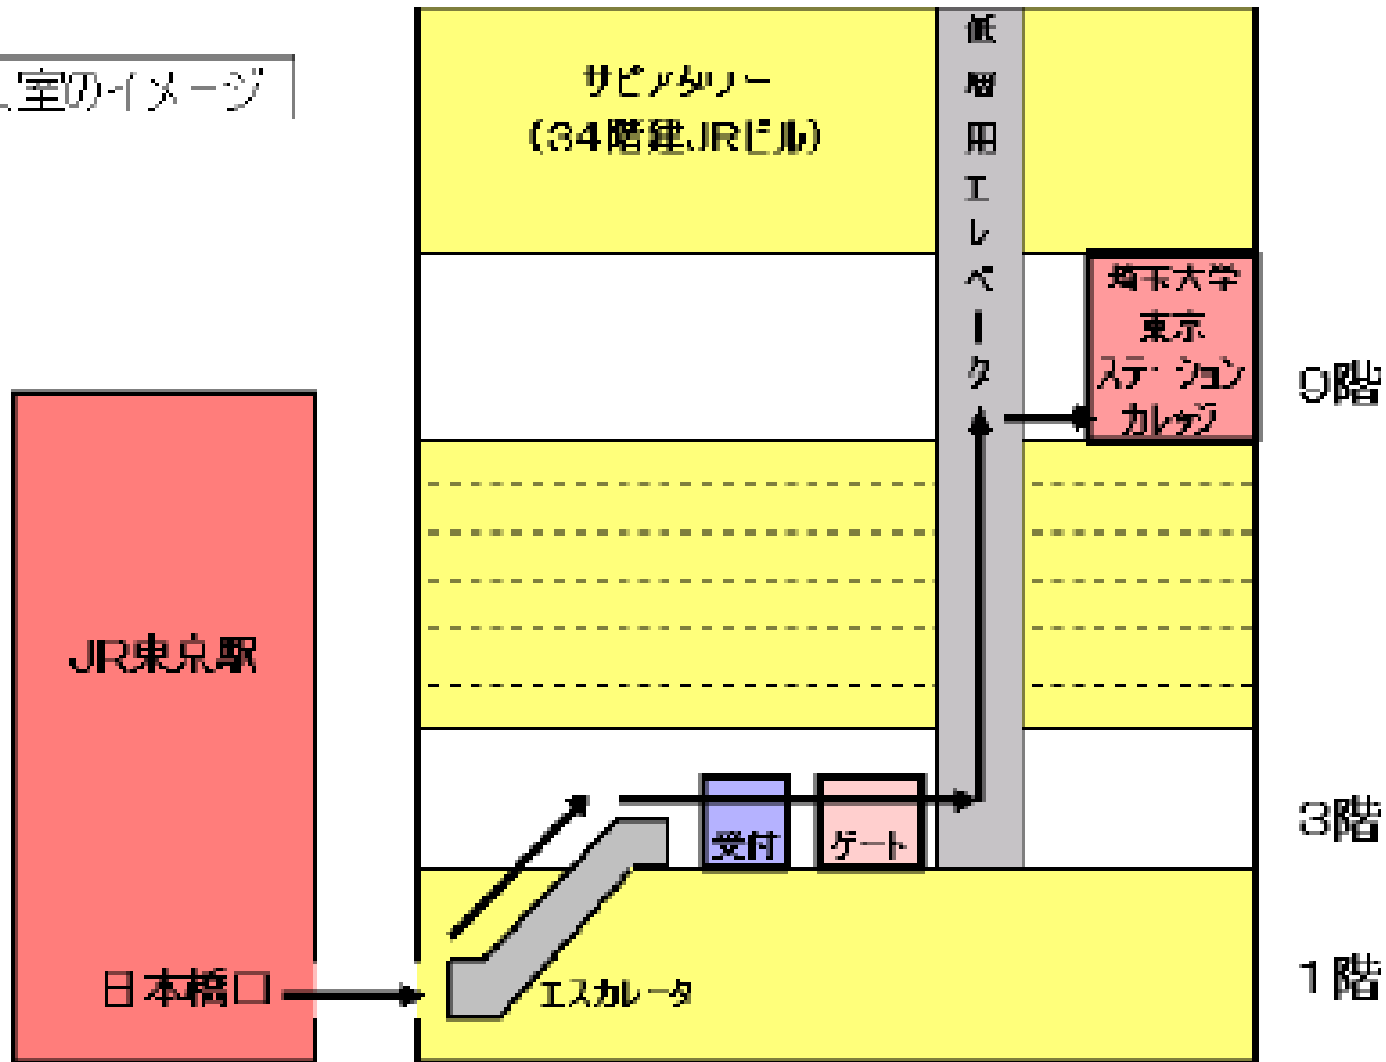 室のイメージ
サピアタワー
(34階建JRビル)
低層用エレベータ
埼玉大学
東京
ステーション
カレッジ
9階
JR東京駅
3階
受付
ゲート
日本橋口
エスカレータ
1階